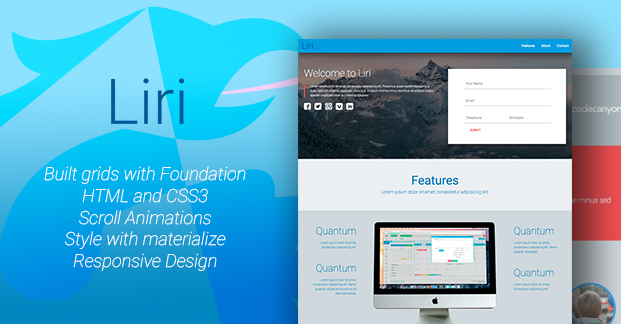 Liri
Built grids with Foundation
HTML and CSS3
Scroll Animations
Style with materialize
Responsive Design
Liri
Features About Contact
Welcome to Liri
Your Name
Email
Telephone Birthdate
SUBMIT
Features
Lorem ipsum dolor sit amet, consectetur adipisicing elit.
Quantum
Quantum
Quantum
Quantum
codecanyon
e minus sed